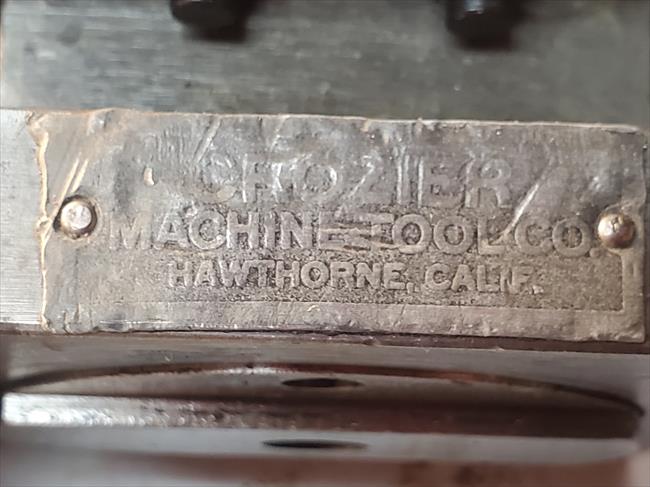 CROZIER
MACHINE TOOL CO.
HAWTHORNE, CALIF.